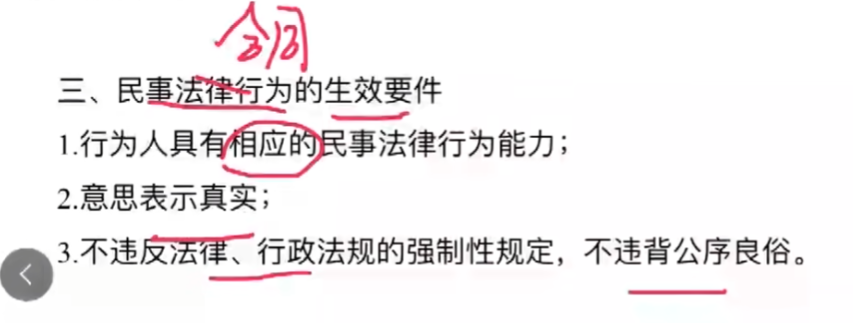 合同
三、民事法律行为的生效要件
1.行为人具有相应的民事法律行为能力；
2.意思表示真实；
3.不违反法律、行政法规的强制性规定，不违背公序良俗。